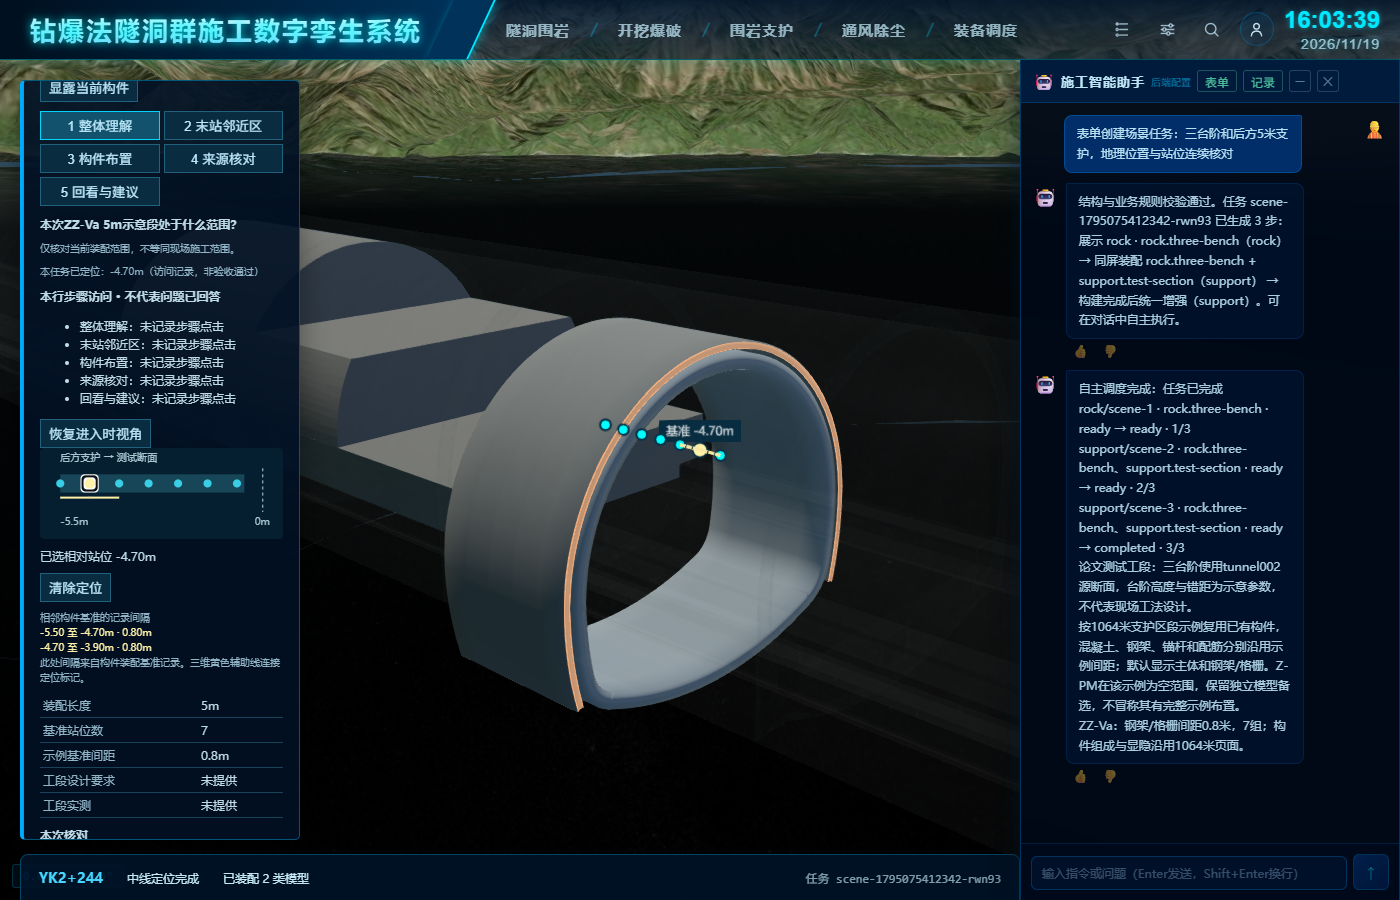 钻爆法隧洞群施工数字孪生系统
隧洞围岩 / 开挖爆破 / 围岩支护 / 通风除尘 / 装备调度
16:03:39
2026/11/19
显露当前构件
1 整体理解
2 末站邻近区
3 构件布置
4 来源核对
5 回看与建议
本次ZZ-Va 5m示意段处于什么范围?
仅核对当前装配范围，不等同现场施工范围。
本任务已定位：-4.70m（访问记录，非验收通过）
本行步骤访问 • 不代表问题已回答
• 整体理解：未记录步骤点击
• 末站邻近区：未记录步骤点击
• 构件布置：未记录步骤点击
• 来源核对：未记录步骤点击
• 回看与建议：未记录步骤点击
恢复进入时视角
后方支护 → 测试断面
-5.5m
0m
已选相对站位 -4.70m
清除定位
相邻构件基准的记录间隔
-5.50 至 -4.70m · 0.80m
-4.70 至 -3.90m · 0.80m
此处间隔来自构件装配基准记录。三维黄色辅助线连接
定位标记。
装配长度 5m
基准站位数 7
示例基准间距 0.8m
工段设计要求 未提供
工段实测 未提供
本次核对
基准 -4.70m
YK2+244
中线定位完成
已装配 2 类模型
任务 scene-1795075412342-rwn93
施工智能助手
后端配置
表单
记录
表单创建场景任务：三台阶和后方5米支
护，地理位置与站位连续核对
结构与业务规则校验通过。任务 scene-
1795075412342-rwn93 已生成 3 步：
展示 rock · rock.three-bench（rock）
→ 同屏装配 rock.three-bench +
support.test-section（support） →
构建完成后统一增强（support）。可
在对话中自主执行。
自主调度完成：任务已完成
rock/scene-1 · rock.three-bench ·
ready → ready · 1/3
support/scene-2 · rock.three-
bench、support.test-section · ready
→ ready · 2/3
support/scene-3 · rock.three-
bench、support.test-section · ready
→ completed · 3/3
论文测试工段：三台阶使用tunnel002
源断面，台阶高度与错距为示意参数，
不代表现场工法设计。
按1064米支护区段示例复用已有构件，
混凝土、钢架、锚杆和配筋分别沿用示
例间距；默认显示主体和钢架/格栅。Z-
PM在该示例为空范围，保留独立模型备
选，不冒称其有完整示例布置。
ZZ-Va：钢架/格栅间距0.8米，7组；构
件组成与显隐沿用1064米页面。
输入指令或问题（Enter发送，Shift+Enter换行）